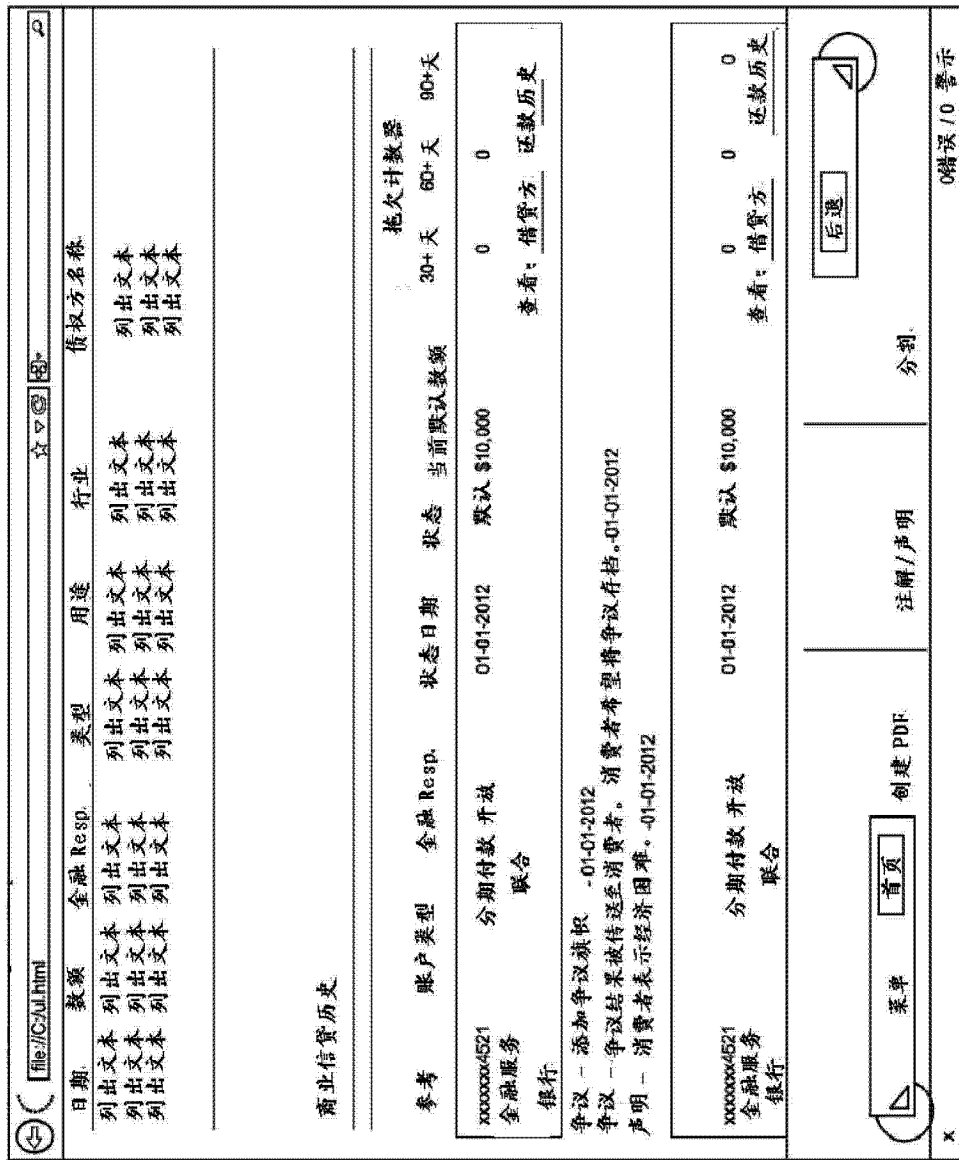 file://C:/ul.html
日期 数额 金融 Resp. 类型 用途 行业 债权方名称
列出文本 列出文本 列出文本 列出文本 列出文本 列出文本 列出文本
列出文本 列出文本 列出文本 列出文本 列出文本 列出文本 列出文本
列出文本 列出文本 列出文本 列出文本 列出文本 列出文本 列出文本
商业信贷历史
拖欠计数器
参考 账户类型 金融 Resp. 状态日期 状态 当前默认数额 30+天 60+天 90+天
xxxxxxx4521 分期付款 开放 01-01-2012 默认 $10,000 0 0
金融服务 联合 查看: 借贷方 还款历史
银行
争议 - 添加争议旗帜 -01-01-2012
争议 - 争议结果被传送至消费者。消费者希望将争议存档。-01-01-2012
声明 - 消费者表示经济困难。-01-01-2012
xxxxxxx4521 分期付款 开放 01-01-2012 默认 $10,000 0 0 0
金融服务 联合 查看: 借贷方 还款历史
银行
菜单 首页 创建 PDF 注解/声明 分割 后退
x 0错误 / 0 警示